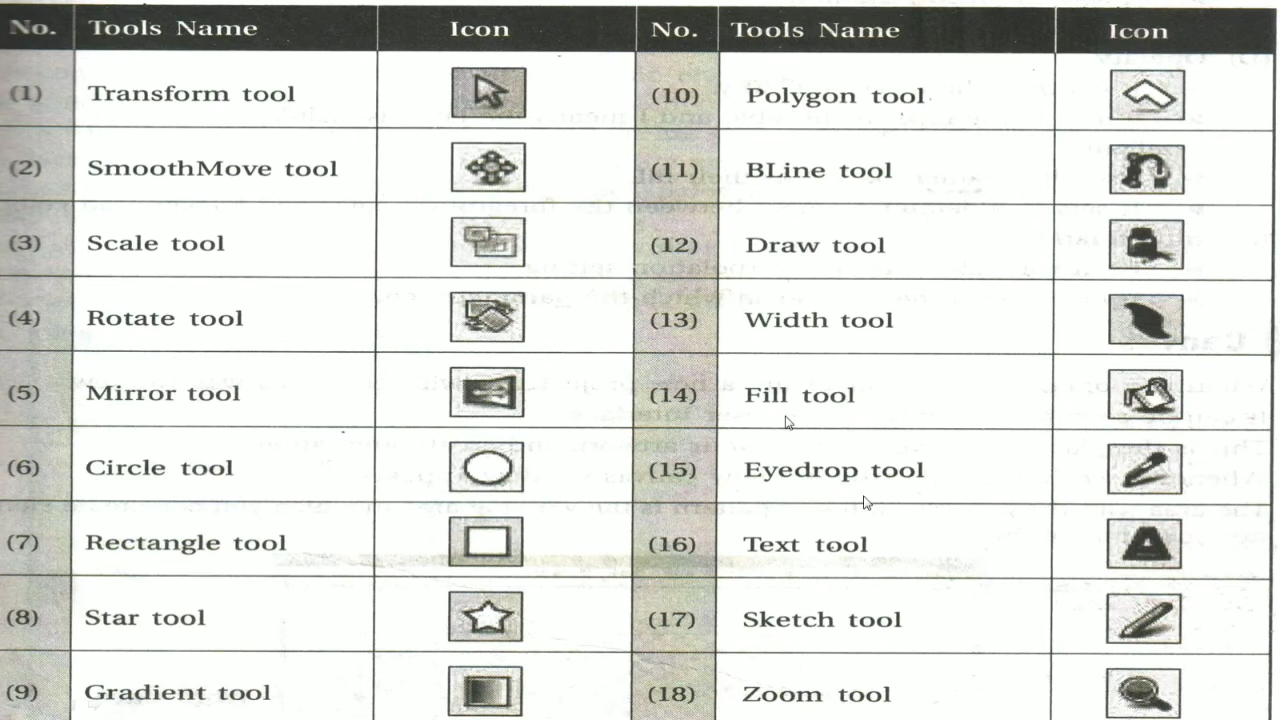 No. Tools Name Icon No. Tools Name Icon
(1) Transform tool (10) Polygon tool
(2) SmoothMove tool (11) BLine tool
(3) Scale tool (12) Draw tool
(4) Rotate tool (13) Width tool
(5) Mirror tool (14) Fill tool
(6) Circle tool (15) Eyedrop tool
(7) Rectangle tool (16) Text tool
(8) Star tool (17) Sketch tool
(9) Gradient tool (18) Zoom tool